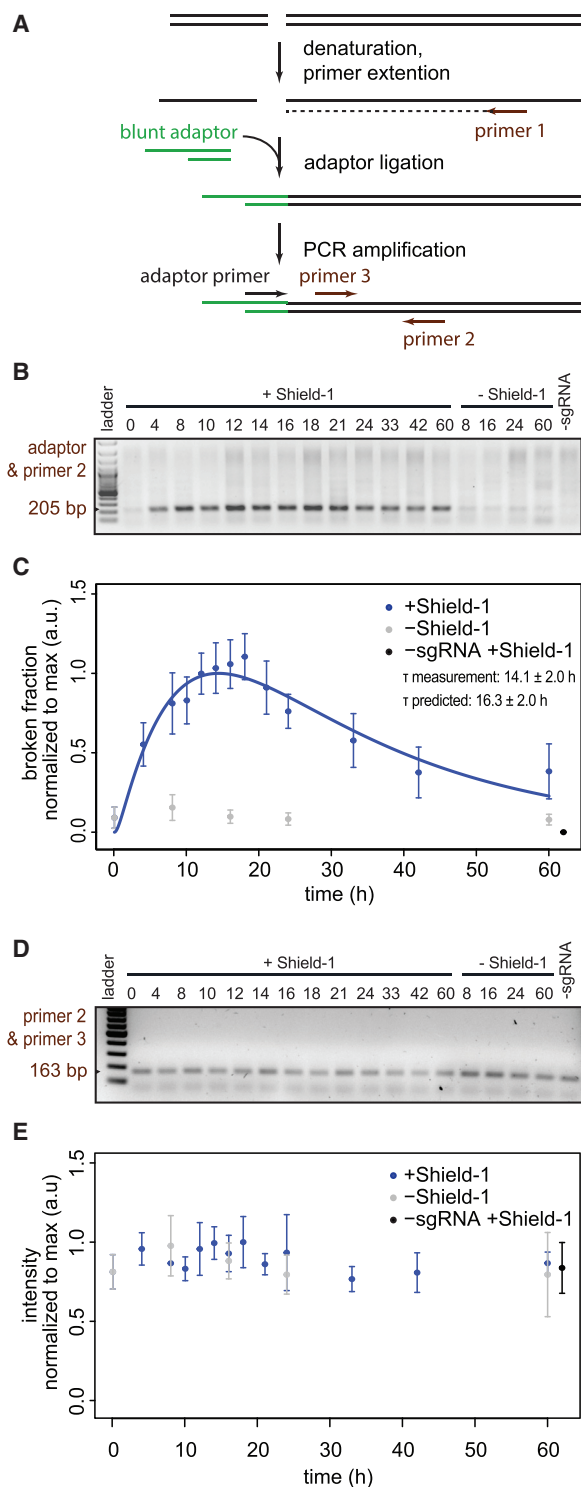 A
denaturation,
primer extention
primer 1
blunt adaptor
adaptor ligation
PCR amplification
adaptor primer
primer 3
primer 2
B
ladder
+ Shield-1
- Shield-1
-sgRNA
0 4 8 10 12 14 16 18 21 24 33 42 60 8 16 24 60
adaptor
& primer 2
205 bp
C
broken fraction
normalized to max (a.u.)
0.0 0.5 1.0 1.5
+Shield-1
−Shield-1
−sgRNA +Shield-1
τ measurement: 14.1 ± 2.0 h
τ predicted: 16.3 ± 2.0 h
0 10 20 30 40 50 60
time (h)
D
ladder
+ Shield-1
- Shield-1
-sgRNA
0 4 8 10 12 14 16 18 21 24 33 42 60 8 16 24 60
primer 2
& primer 3
163 bp
E
intensity
normalized to max (a.u)
0.0 0.5 1.0 1.5
+Shield-1
−Shield-1
−sgRNA +Shield-1
0 10 20 30 40 50 60
time (h)